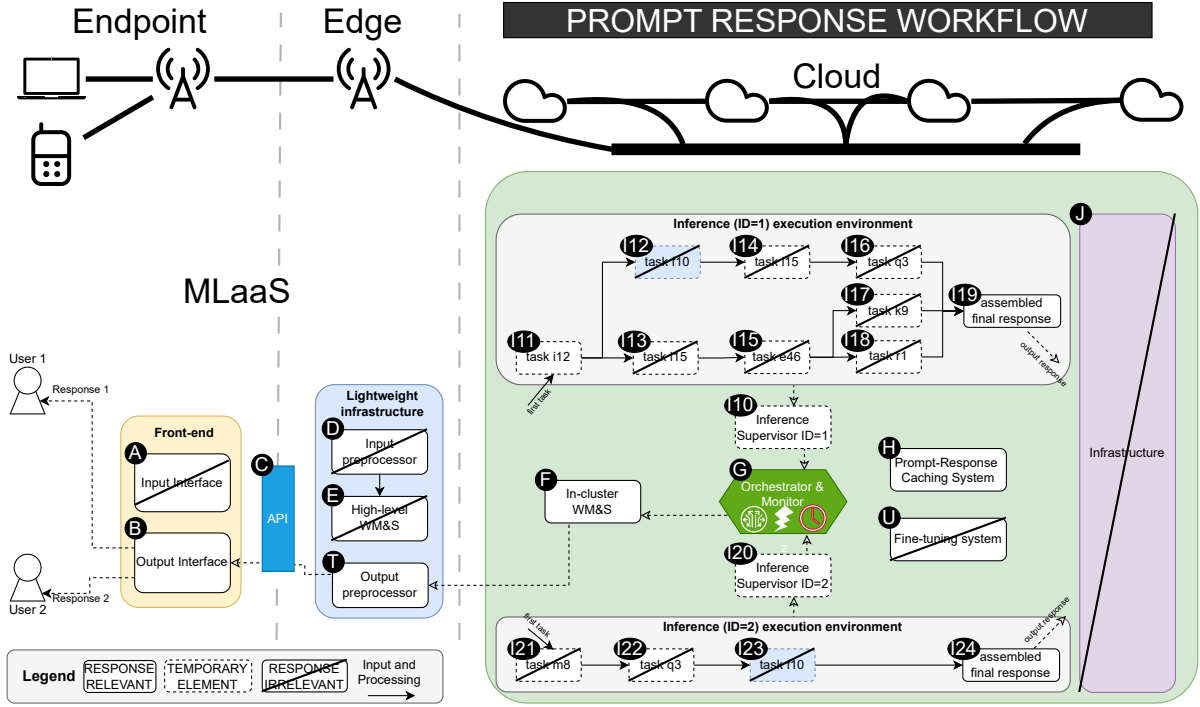 Endpoint
Edge
PROMPT RESPONSE WORKFLOW
Cloud
MLaaS
J
Inference (ID=1) execution environment
I12
task f10
I14
task l15
I16
task q3
I17
task k9
I19
assembled
final response
I11
task i12
I13
task l15
I15
task e46
I18
task r1
first task
output response
Infrastructure
User 1
Response 1
Front-end
A
Input Interface
B
Output Interface
C
API
Lightweight
infrastructure
D
Input
preprocessor
E
High-level
WM&S
T
Output
preprocessor
User 2
Response 2
I10
Inference
Supervisor ID=1
G
Orchestrator &
Monitor
z
F
In-cluster
WM&S
H
Prompt-Response
Caching System
U
Fine-tuning system
I20
Inference
Supervisor ID=2
Inference (ID=2) execution environment
first task
output response
I21
task m8
I22
task q3
I23
task f10
I24
assembled
final response
Legend
RESPONSE
RELEVANT
TEMPORARY
ELEMENT
RESPONSE
IRRELEVANT
Input and
Processing